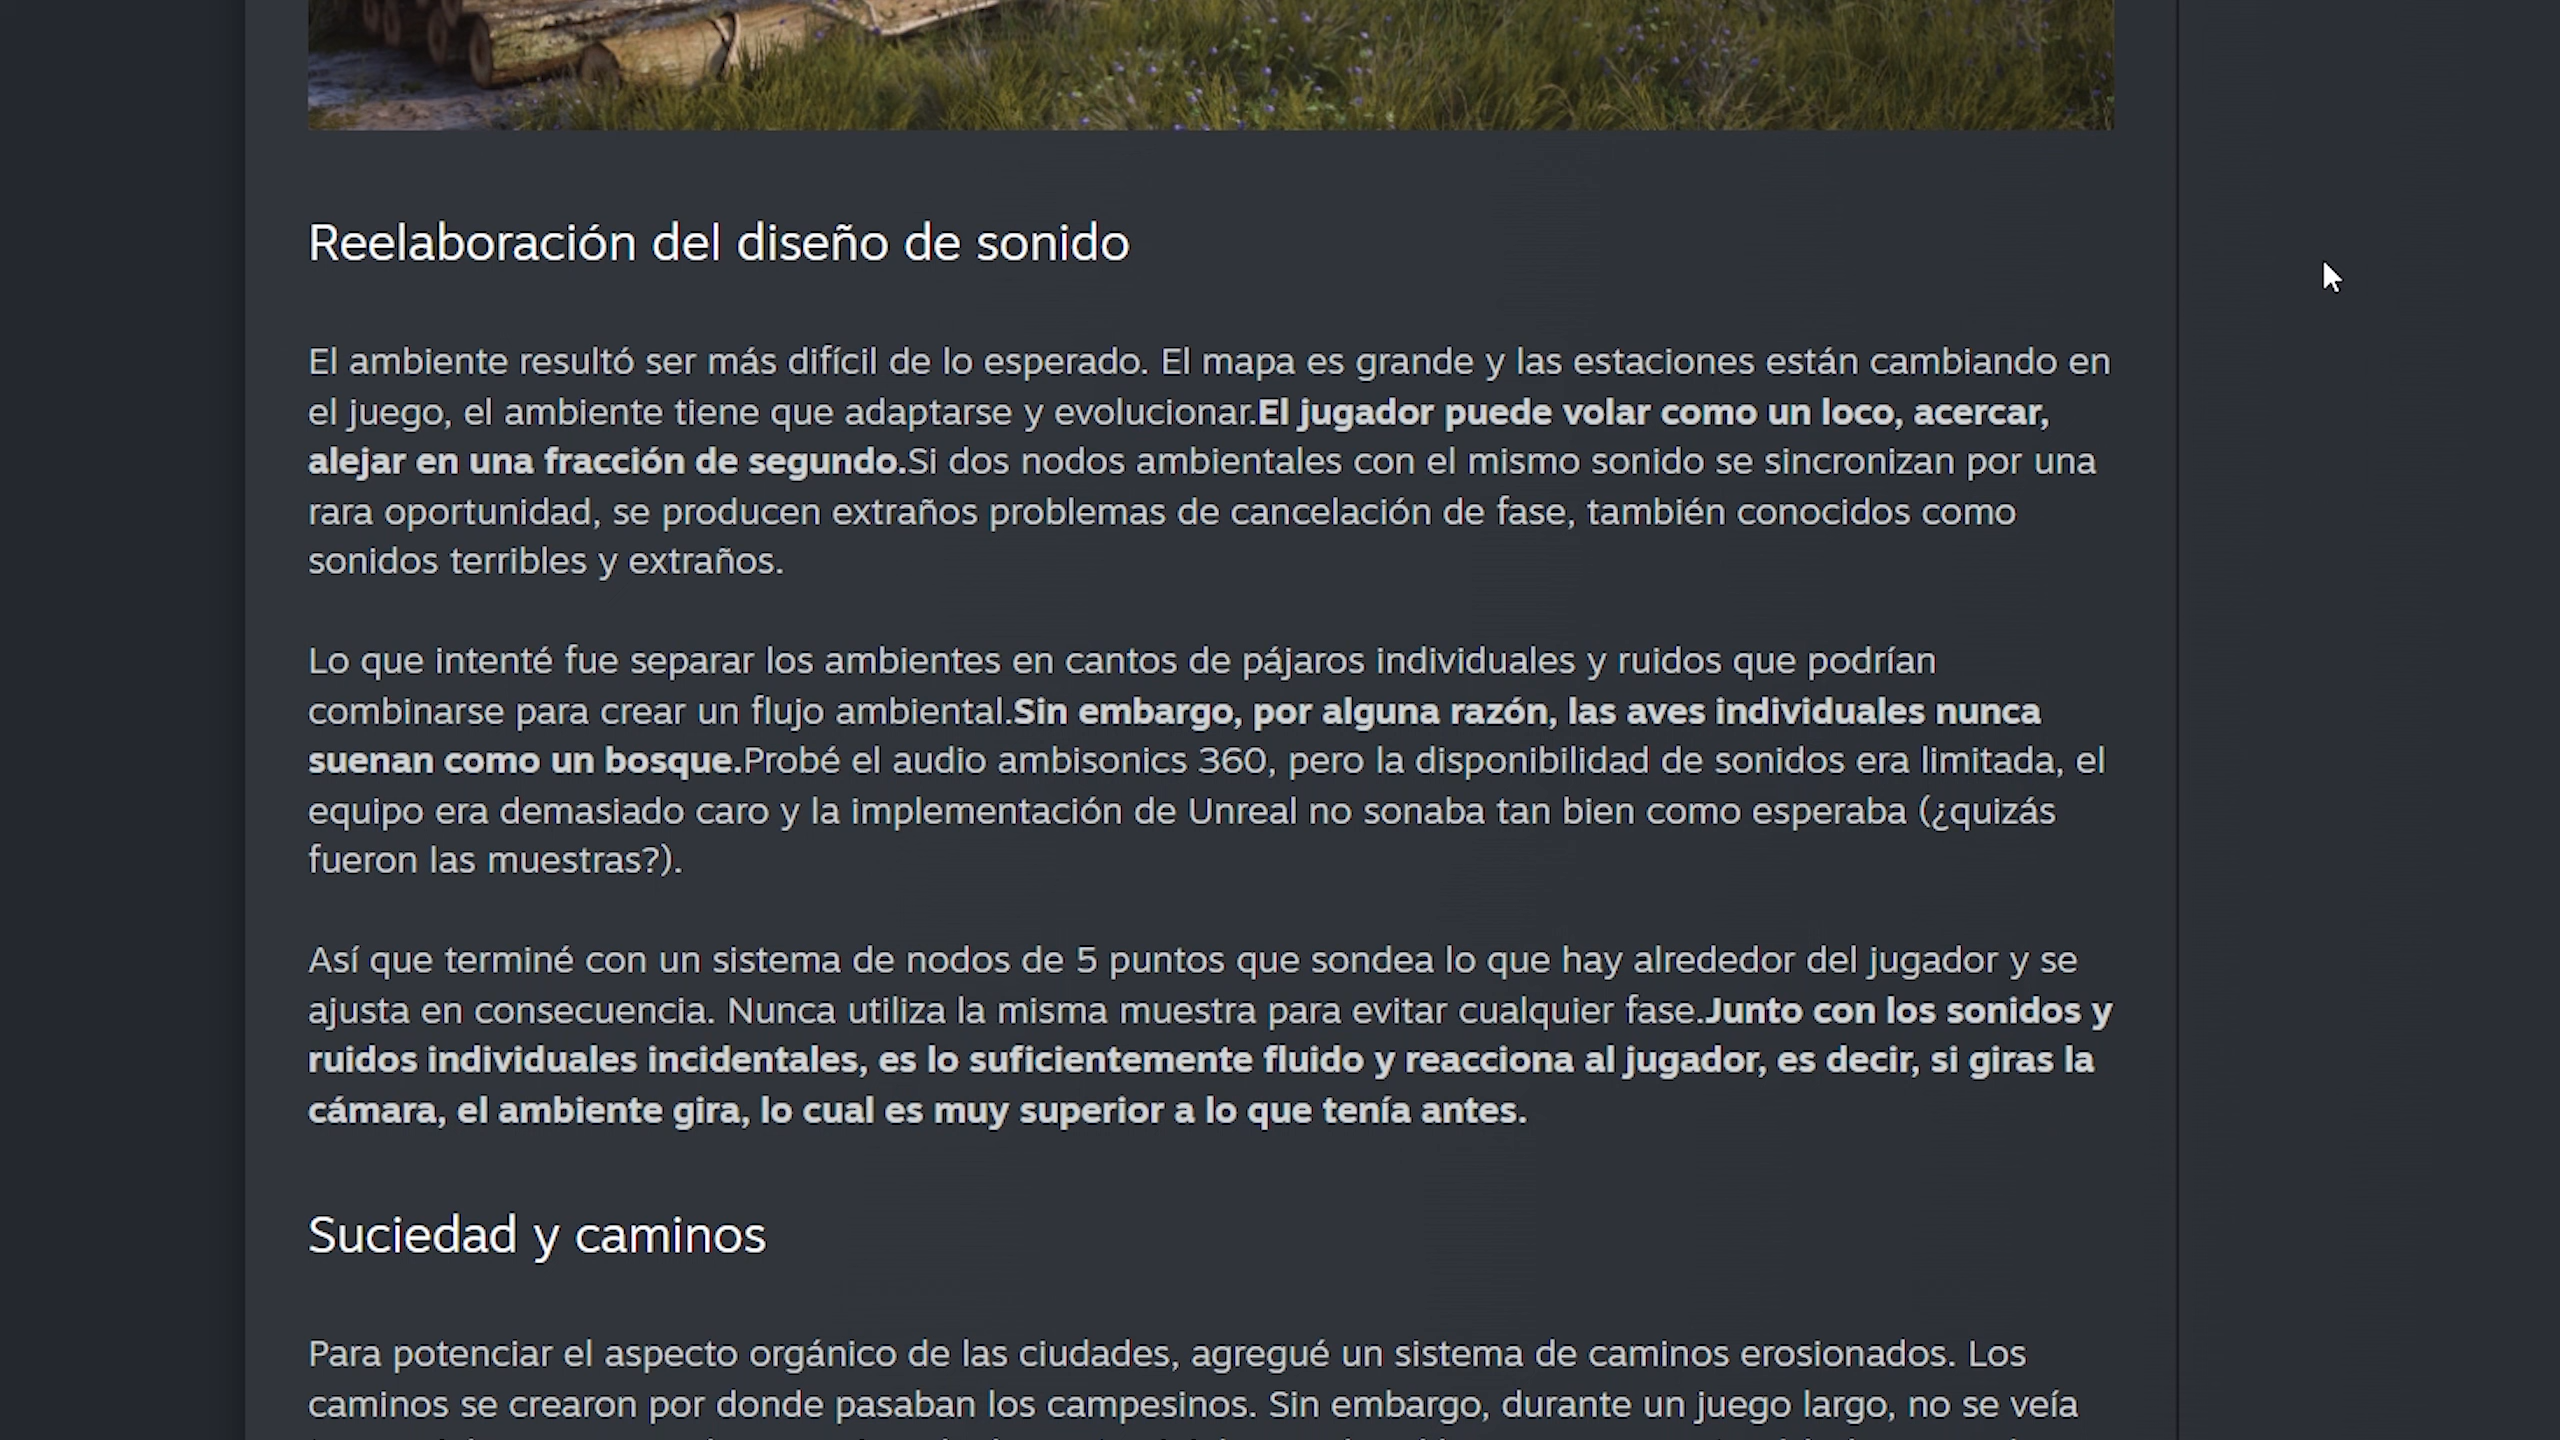 Reelaboración del diseño de sonido
El ambiente resultó ser más difícil de lo esperado. El mapa es grande y las estaciones están cambiando en
el juego, el ambiente tiene que adaptarse y evolucionar.El jugador puede volar como un loco, acercar,
alejar en una fracción de segundo.Si dos nodos ambientales con el mismo sonido se sincronizan por una
rara oportunidad, se producen extraños problemas de cancelación de fase, también conocidos como
sonidos terribles y extraños.
Lo que intenté fue separar los ambientes en cantos de pájaros individuales y ruidos que podrían
combinarse para crear un flujo ambiental.Sin embargo, por alguna razón, las aves individuales nunca
suenan como un bosque.Probé el audio ambisonics 360, pero la disponibilidad de sonidos era limitada, el
equipo era demasiado caro y la implementación de Unreal no sonaba tan bien como esperaba (¿quizás
fueron las muestras?).
Así que terminé con un sistema de nodos de 5 puntos que sondea lo que hay alrededor del jugador y se
ajusta en consecuencia. Nunca utiliza la misma muestra para evitar cualquier fase.Junto con los sonidos y
ruidos individuales incidentales, es lo suficientemente fluido y reacciona al jugador, es decir, si giras la
cámara, el ambiente gira, lo cual es muy superior a lo que tenía antes.
Suciedad y caminos
Para potenciar el aspecto orgánico de las ciudades, agregué un sistema de caminos erosionados. Los
caminos se crearon por donde pasaban los campesinos. Sin embargo, durante un juego largo, no se veía